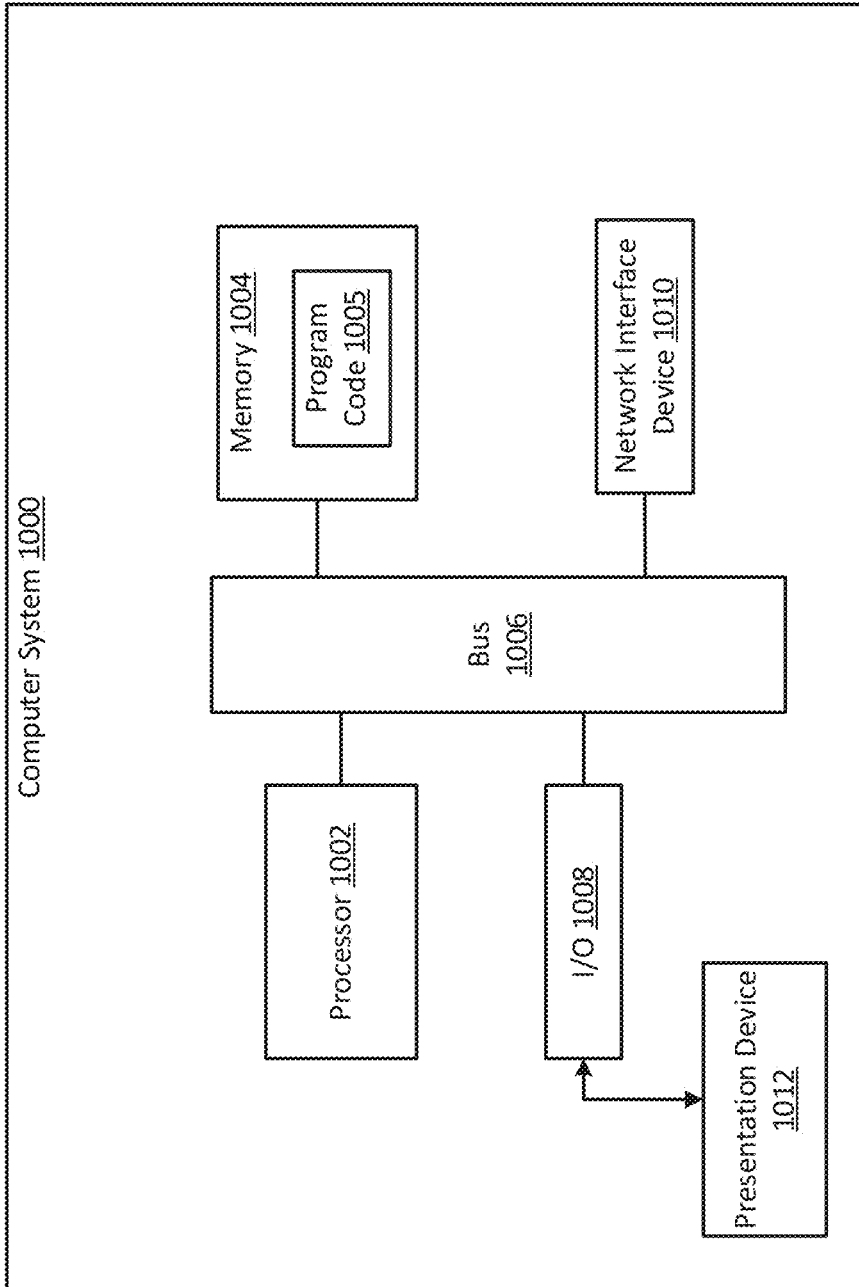 Computer System 1000
Processor 1002
Memory 1004
Program
Code 1005
Bus
1006
I/O 1008
Network Interface
Device 1010
Presentation Device
1012